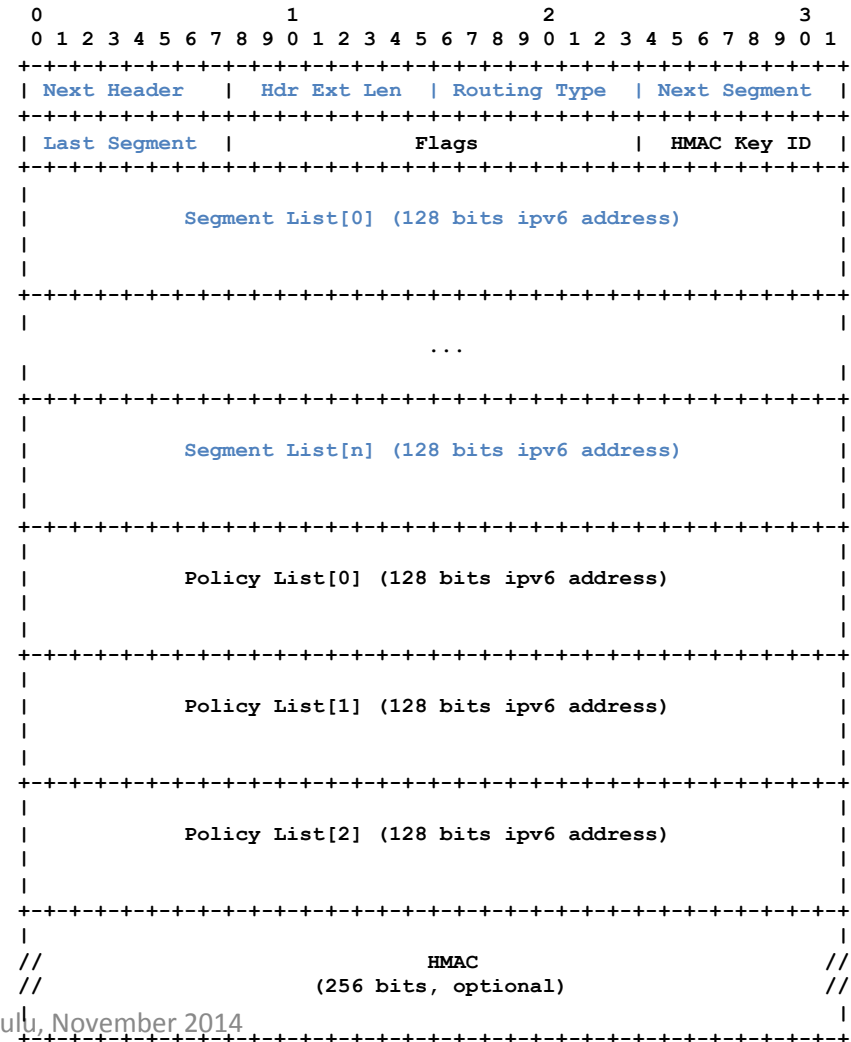 0                   1                   2                   3
 0 1 2 3 4 5 6 7 8 9 0 1 2 3 4 5 6 7 8 9 0 1 2 3 4 5 6 7 8 9 0 1
+-+-+-+-+-+-+-+-+-+-+-+-+-+-+-+-+-+-+-+-+-+-+-+-+-+-+-+-+-+-+-+-+
| Next Header   |  Hdr Ext Len  | Routing Type  | Next Segment  |
+-+-+-+-+-+-+-+-+-+-+-+-+-+-+-+-+-+-+-+-+-+-+-+-+-+-+-+-+-+-+-+-+
| Last Segment  |             Flags             |  HMAC Key ID  |
+-+-+-+-+-+-+-+-+-+-+-+-+-+-+-+-+-+-+-+-+-+-+-+-+-+-+-+-+-+-+-+-+
|                                                               |
|            Segment List[0] (128 bits ipv6 address)            |
|                                                               |
|                                                               |
+-+-+-+-+-+-+-+-+-+-+-+-+-+-+-+-+-+-+-+-+-+-+-+-+-+-+-+-+-+-+-+-+
|                                                               |
                              ...
|                                                               |
+-+-+-+-+-+-+-+-+-+-+-+-+-+-+-+-+-+-+-+-+-+-+-+-+-+-+-+-+-+-+-+-+
|                                                               |
|            Segment List[n] (128 bits ipv6 address)            |
|                                                               |
|                                                               |
+-+-+-+-+-+-+-+-+-+-+-+-+-+-+-+-+-+-+-+-+-+-+-+-+-+-+-+-+-+-+-+-+
|                                                               |
|            Policy List[0] (128 bits ipv6 address)             |
|                                                               |
|                                                               |
+-+-+-+-+-+-+-+-+-+-+-+-+-+-+-+-+-+-+-+-+-+-+-+-+-+-+-+-+-+-+-+-+
|                                                               |
|            Policy List[1] (128 bits ipv6 address)             |
|                                                               |
|                                                               |
+-+-+-+-+-+-+-+-+-+-+-+-+-+-+-+-+-+-+-+-+-+-+-+-+-+-+-+-+-+-+-+-+
|                                                               |
|            Policy List[2] (128 bits ipv6 address)             |
|                                                               |
|                                                               |
+-+-+-+-+-+-+-+-+-+-+-+-+-+-+-+-+-+-+-+-+-+-+-+-+-+-+-+-+-+-+-+-+
|                                                               |
//                             HMAC                            //
//                     (256 bits, optional)                    //
|                                                               |
ulu, November 2014
+-+-+-+-+-+-+-+-+-+-+-+-+-+-+-+-+-+-+-+-+-+-+-+-+-+-+-+-+-+-+-+-+